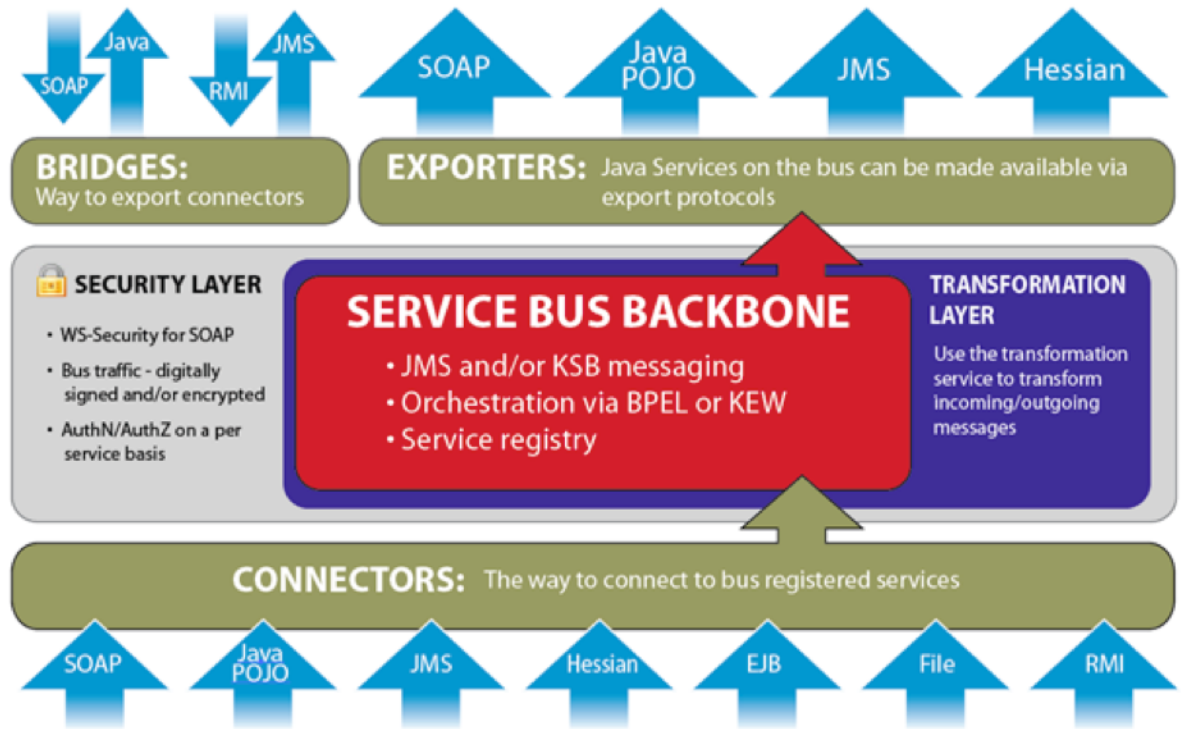 Java
JMS
SOAP
RMI
SOAP
Java
POJO
JMS
Hessian
BRIDGES:
Way to export connectors
EXPORTERS: Java Services on the bus can be made available via
export protocols
SECURITY LAYER
• WS-Security for SOAP
• Bus traffic - digitally
signed and/or encrypted
• AuthN/AuthZ on a per
service basis
SERVICE BUS BACKBONE
• JMS and/or KSB messaging
• Orchestration via BPEL or KEW
• Service registry
TRANSFORMATION
LAYER
Use the transformation
service to transform
incoming/outgoing
messages
CONNECTORS: The way to connect to bus registered services
SOAP
Java
POJO
JMS
Hessian
EJB
File
RMI